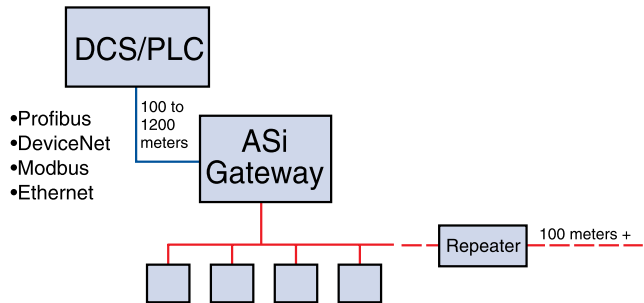 DCS/PLC
100 to
1200
meters
•Profibus
•DeviceNet
•Modbus
•Ethernet
ASi
Gateway
Repeater
100 meters +